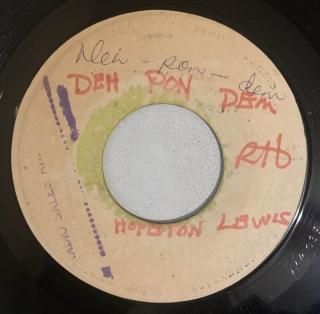 Deh - pon - dem
DEH PON DEM
RH
HOPETON LEWIS